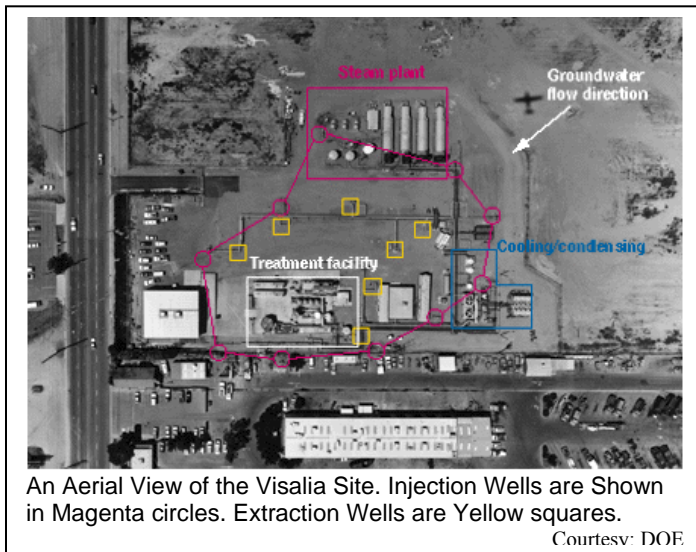 Steam plant
Groundwater
flow direction
Cooling/condensing
Treatment facility
An Aerial View of the Visalia Site. Injection Wells are Shown
in Magenta circles. Extraction Wells are Yellow squares.
Courtesy: DOE